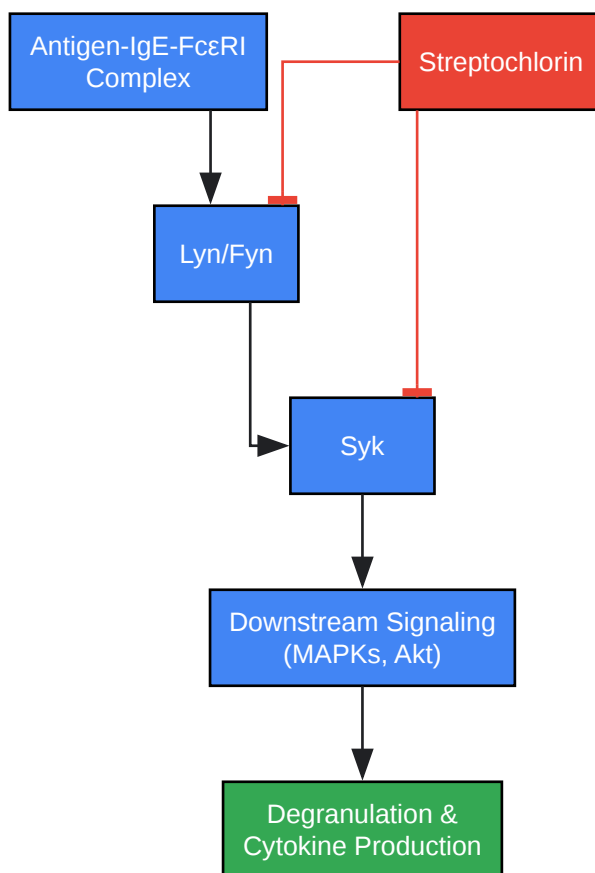 Antigen-IgE-FcεRI
Complex
Streptochlorin
Lyn/Fyn
Syk
Downstream Signaling
(MAPKs, Akt)
Degranulation &
Cytokine Production